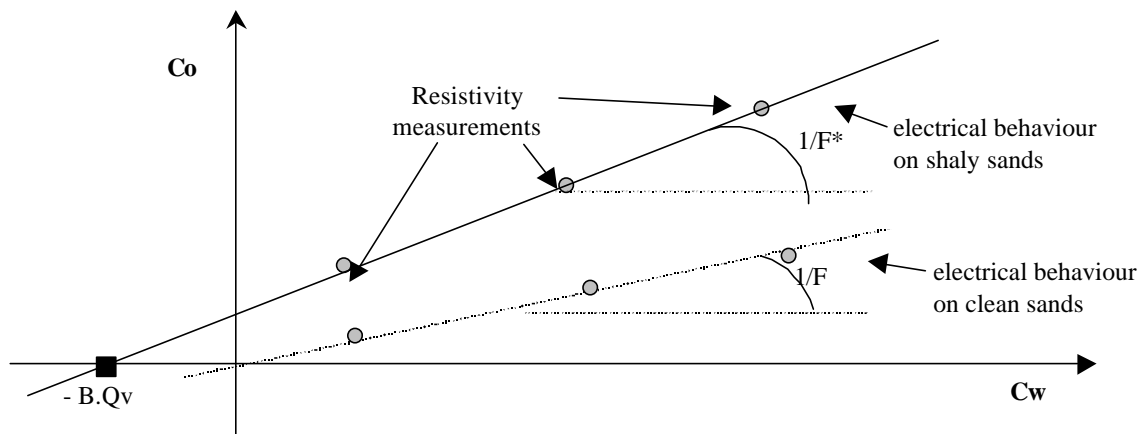 Co
Resistivity
measurements
1/F*
electrical behaviour
on shaly sands
1/F
electrical behaviour
on clean sands
- B.Qv
Cw